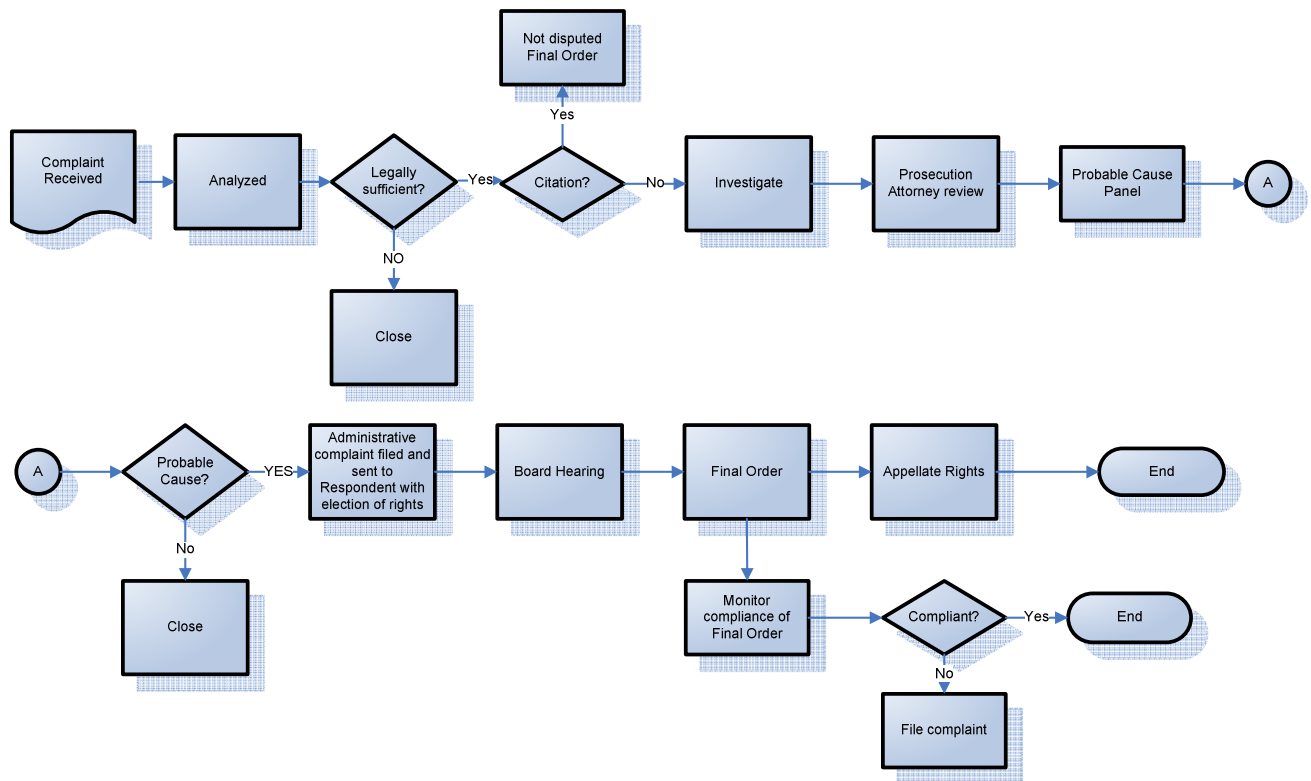 Not disputed
Final Order
Yes
Complaint
Received
Analyzed
Legally
sufficient?
Yes
Citation?
No
Investigate
Prosecution
Attorney review
Probable Cause
Panel
A
NO
Close
A
Probable
Cause?
YES
Administrative
complaint filed and
sent to
Respondent with
election of rights
Board Hearing
Final Order
Appellate Rights
End
No
Close
Monitor
compliance of
Final Order
Compliant?
Yes
End
No
File complaint